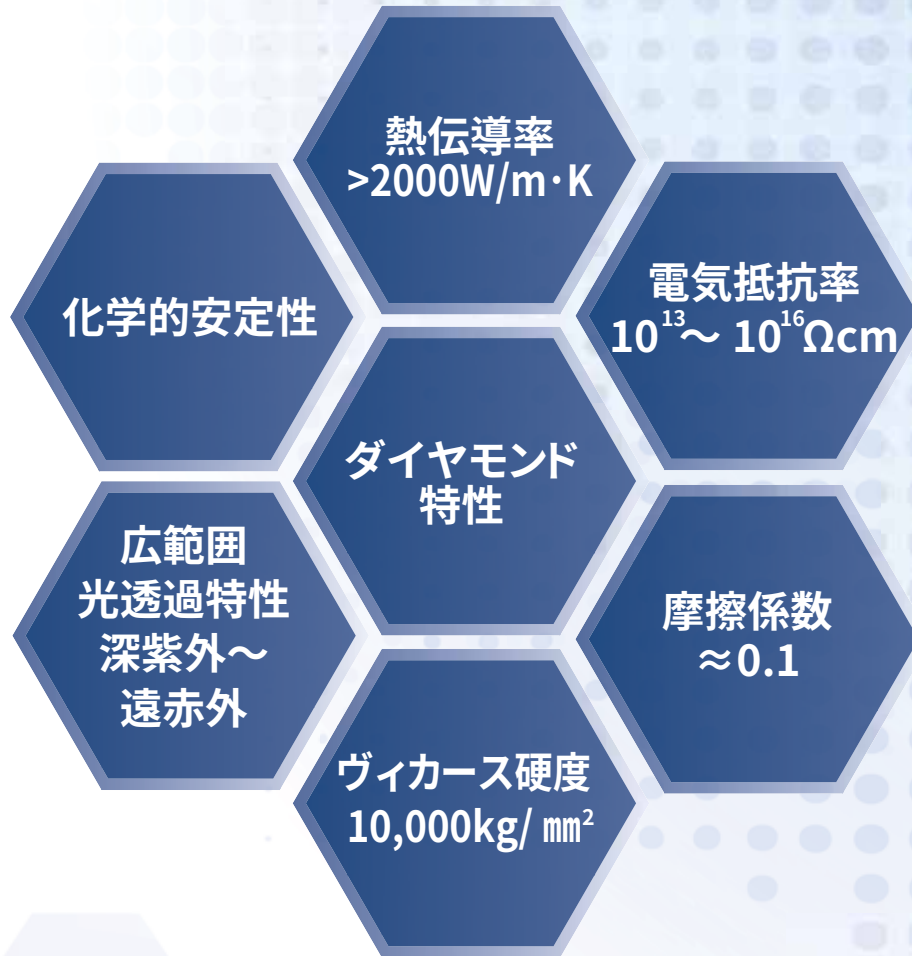 熱伝導率
>2000W/m·K
化学的安定性
電気抵抗率
10¹³～ 10¹⁶Ωcm
ダイヤモンド
特性
広範囲
光透過特性
深紫外～
遠赤外
摩擦係数
≈0.1
ヴィカース硬度
10,000kg/ ㎜²